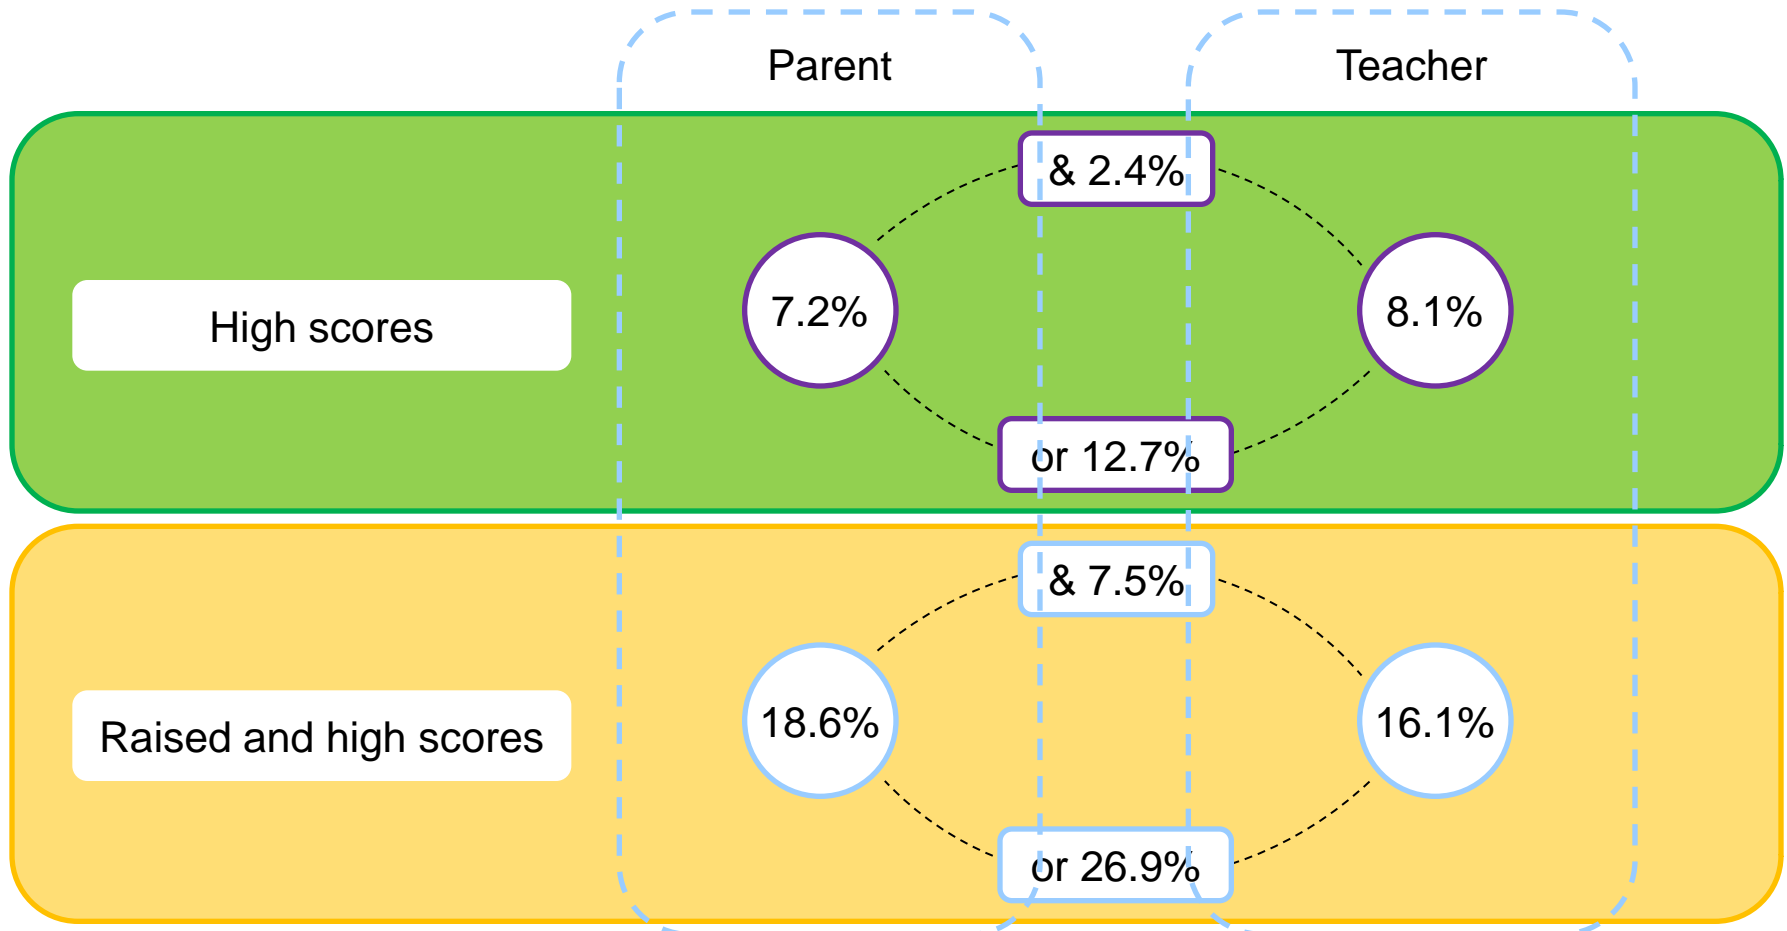 Parent
Teacher
& 2.4%
7.2%
8.1%
High scores
or 12.7%
& 7.5%
18.6%
16.1%
Raised and high scores
or 26.9%